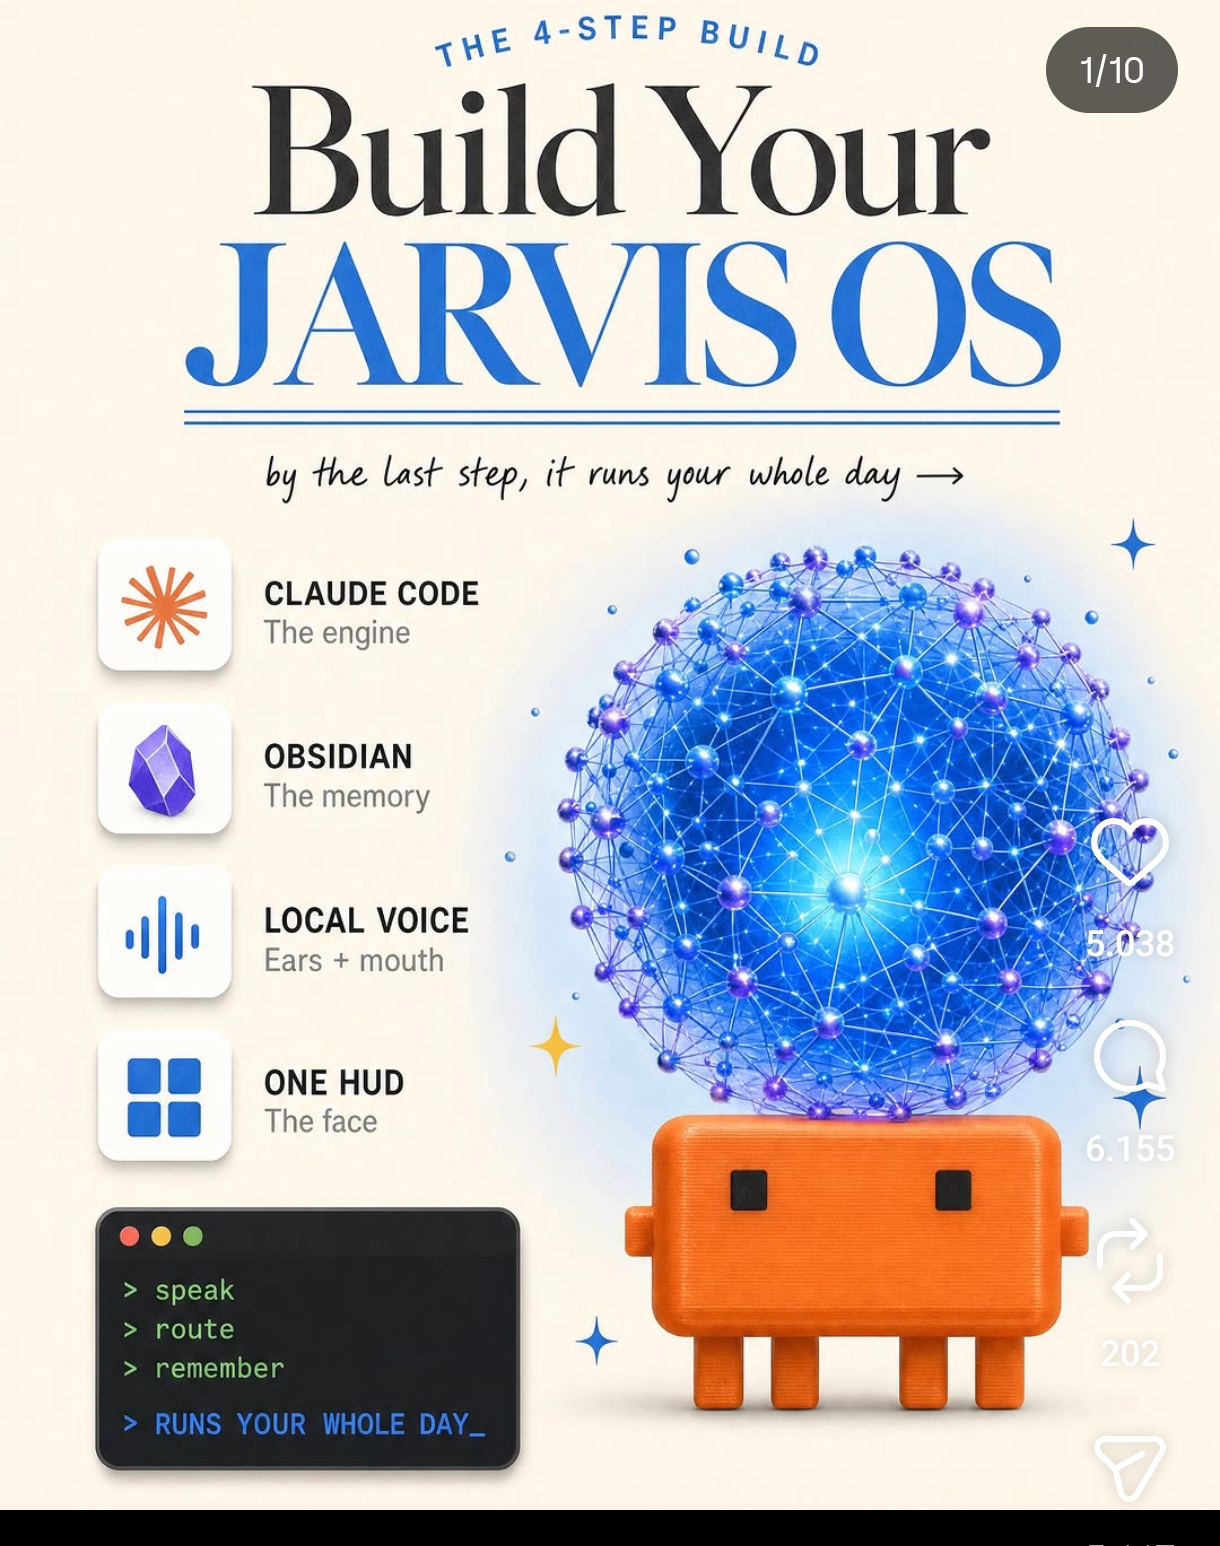 THE 4-STEP BUILD
1/10
Build Your
JARVIS OS
by the last step, it runs your whole day →
CLAUDE CODE
The engine
OBSIDIAN
The memory
LOCAL VOICE
Ears + mouth
ONE HUD
The face
> speak
> route
> remember
> RUNS YOUR WHOLE DAY_
5.038
6.155
202